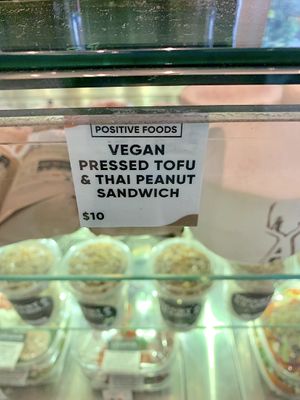 POSITIVE FOODS
VEGAN
PRESSED TOFU
& THAI PEANUT
SANDWICH
$10